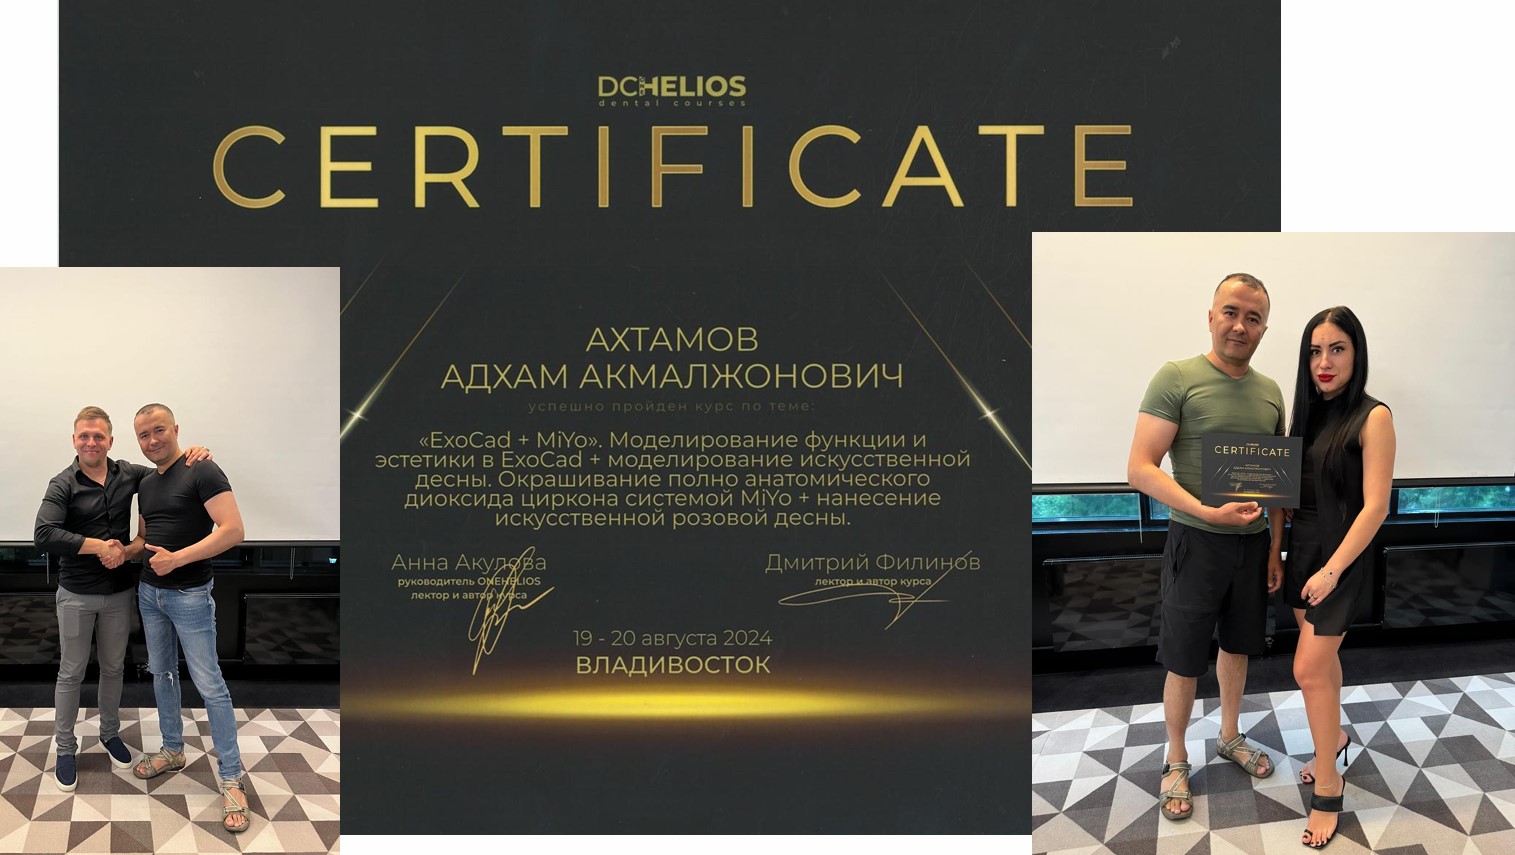 DCHELIOS
dental courses
CERTIFICATE
АХТАМОВ
АДХАМ АКМАЛЖОНОВИЧ
успешно пройден курс по теме:
«ExoCad + MiYo». Моделирование функции и
эстетики в ExoCad + моделирование искусственной
десны. Окрашивание полно анатомического
диоксида циркона системой MiYo + нанесение
искусственной розовой десны.
Анна Акулова
руководитель ONEHELIOS
лектор и автор курса
Дмитрий Филинов
лектор и автор курса
19 - 20 августа 2024
ВЛАДИВОСТОК
CERTIFICATE